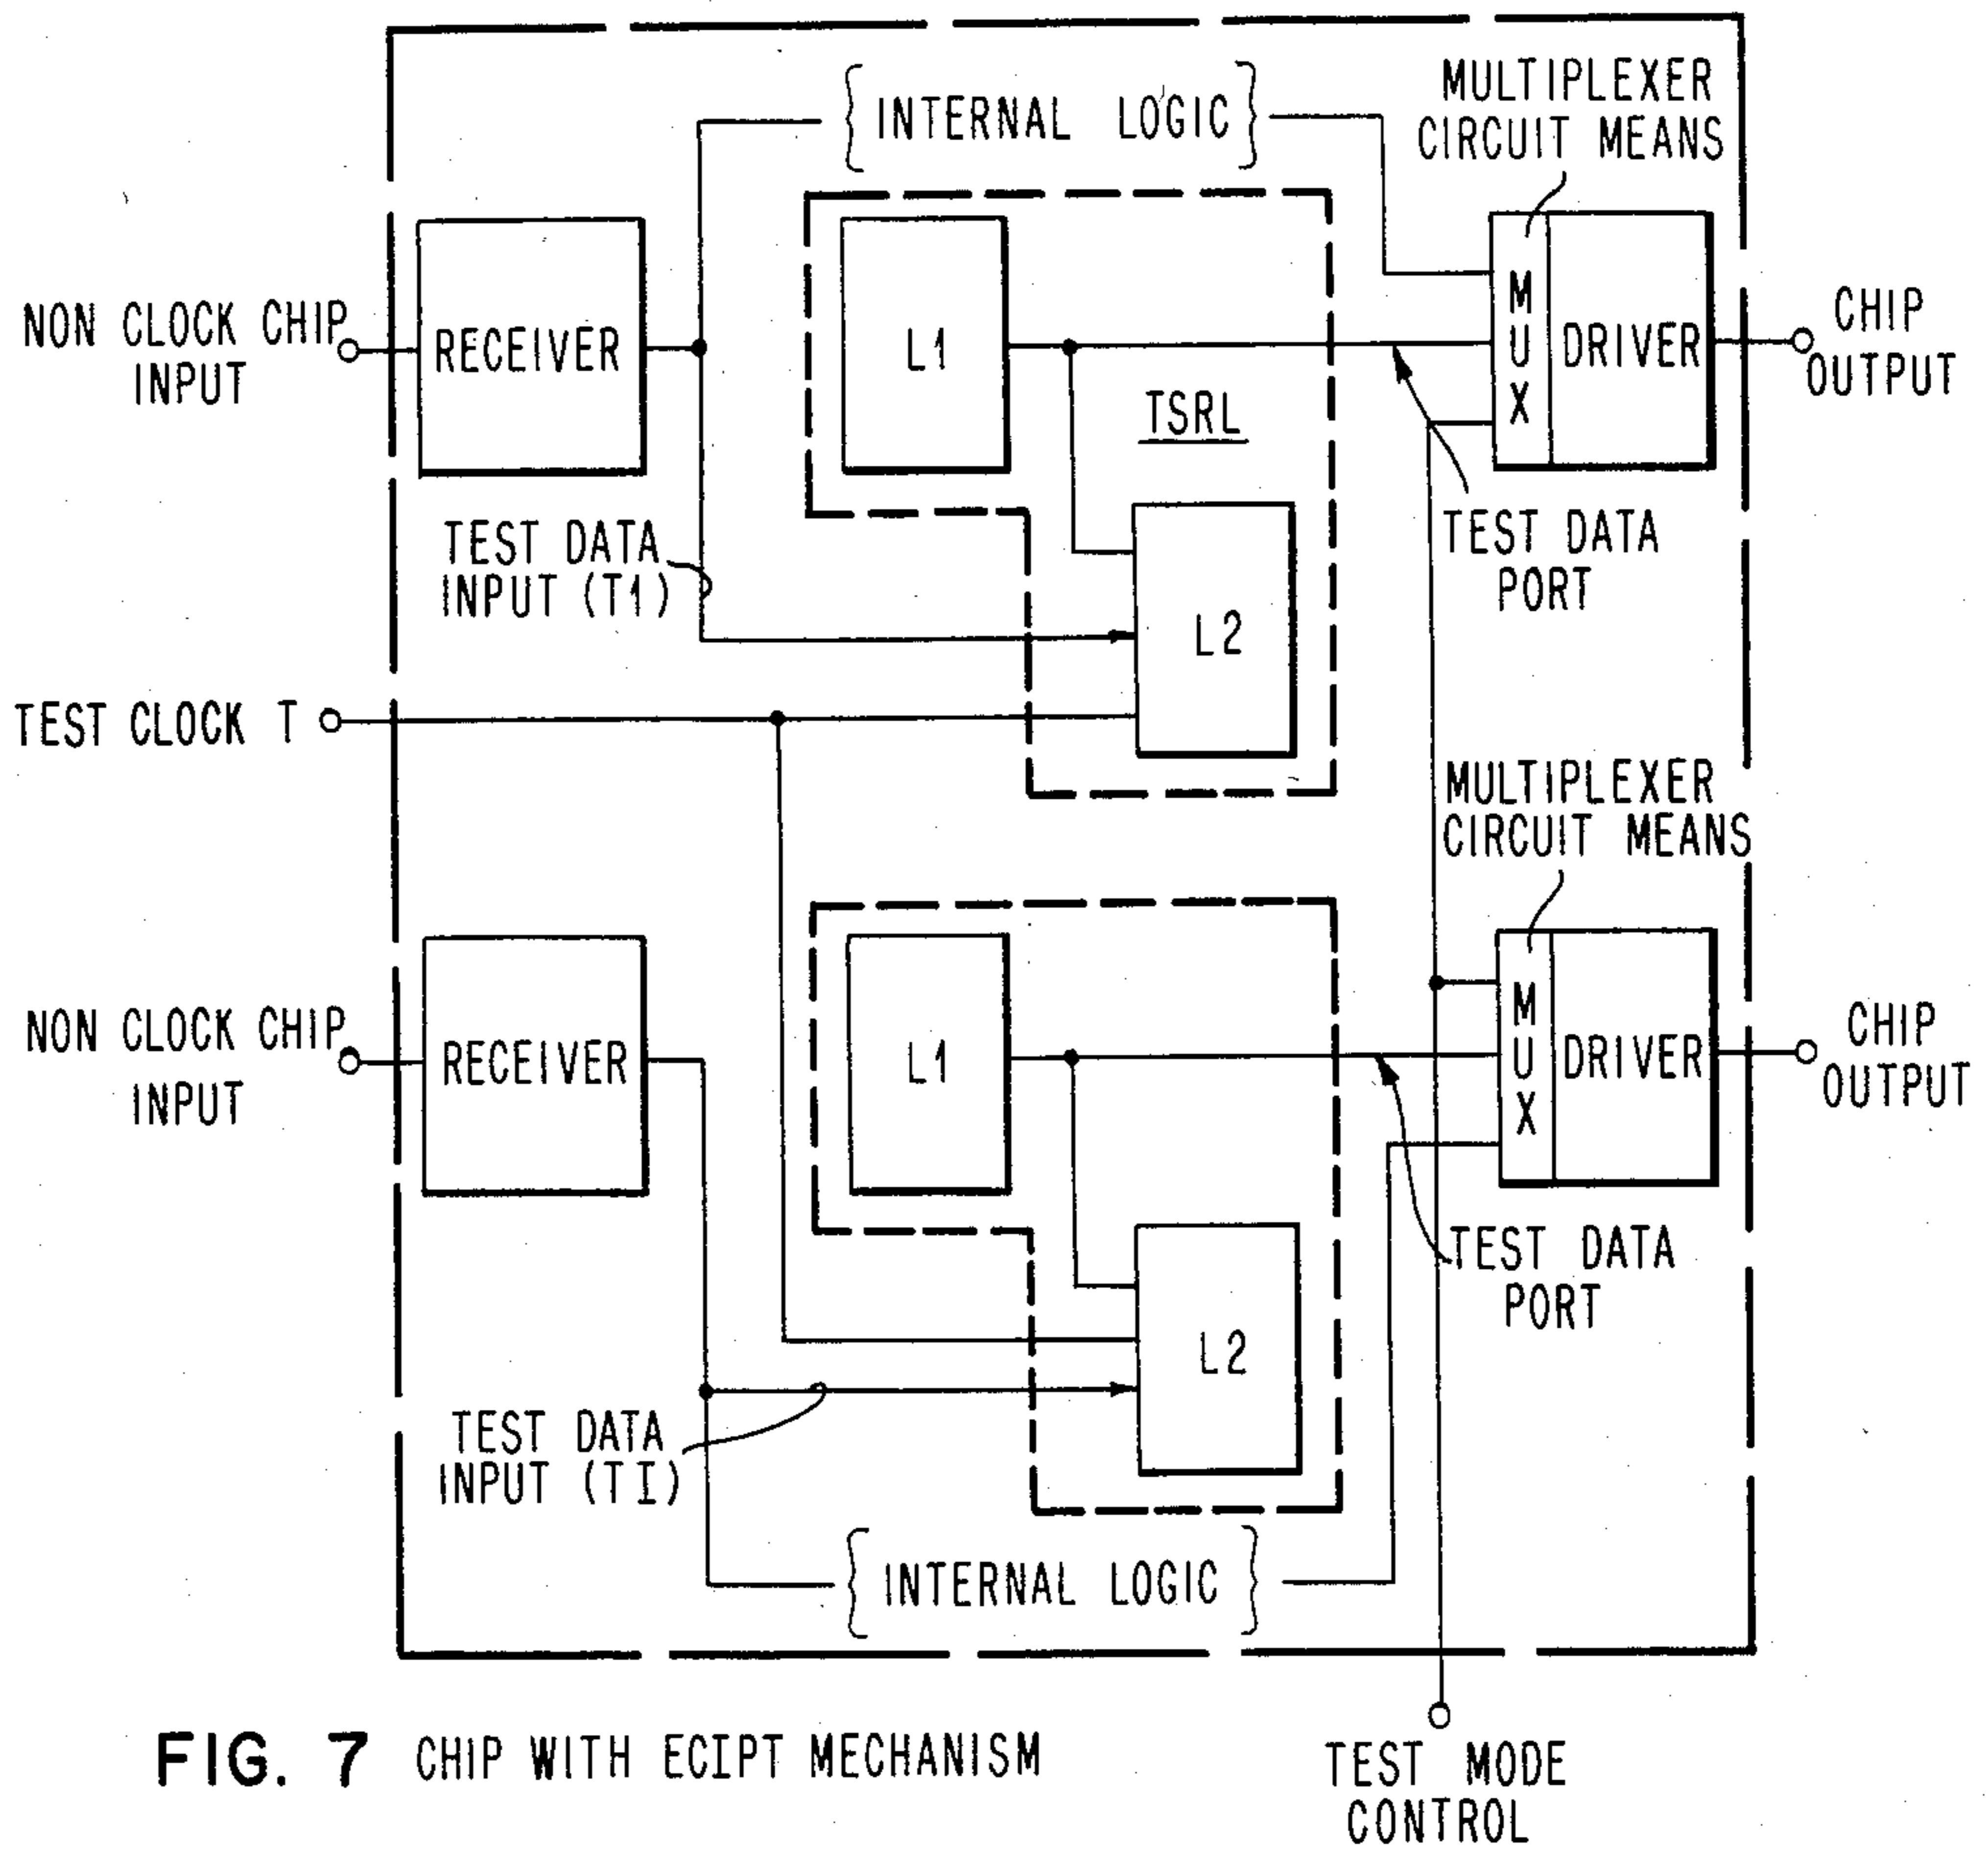 { INTERNAL LOGIC }
MULTIPLEXER
CIRCUIT MEANS
NON CLOCK CHIP
INPUT
RECEIVER
L1
TSRL
M
U
X
DRIVER
CHIP
OUTPUT
TEST DATA
INPUT (T1)
TEST DATA
PORT
L2
TEST CLOCK T
MULTIPLEXER
CIRCUIT MEANS
NON CLOCK CHIP
INPUT
RECEIVER
L1
M
U
X
DRIVER
CHIP
OUTPUT
TEST DATA
PORT
L2
TEST DATA
INPUT (TI)
{ INTERNAL LOGIC }
FIG. 7 CHIP WITH ECIPT MECHANISM
TEST MODE
CONTROL